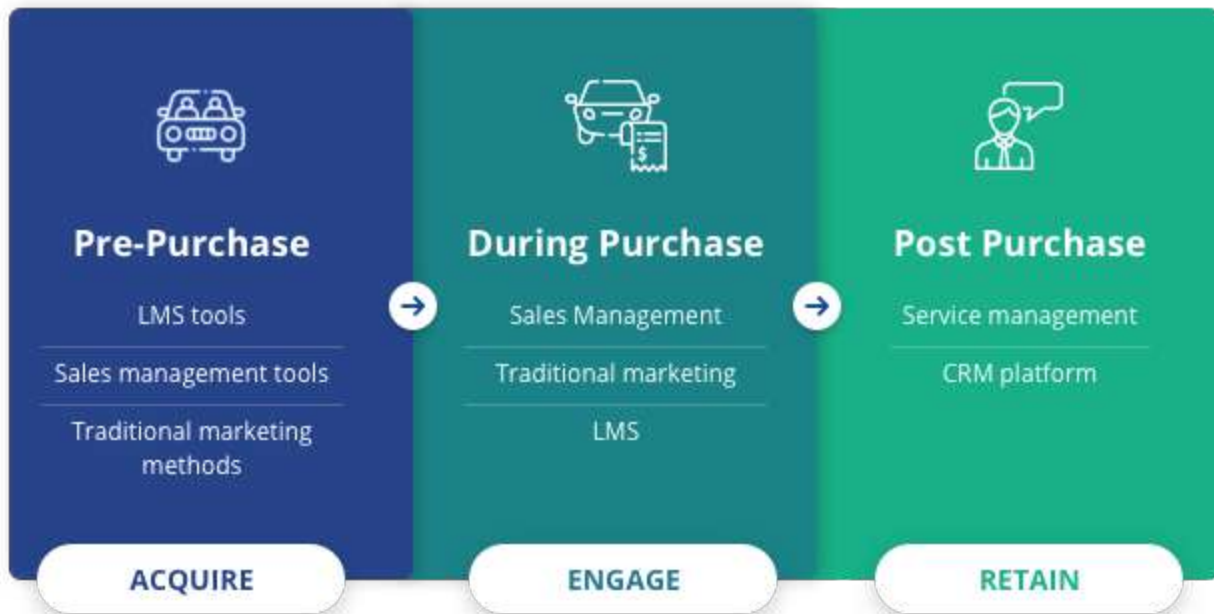 Pre-Purchase
LMS tools
Sales management tools
Traditional marketing
methods
ACQUIRE
During Purchase
Sales Management
Traditional marketing
LMS
ENGAGE
Post Purchase
Service management
CRM platform
RETAIN
$